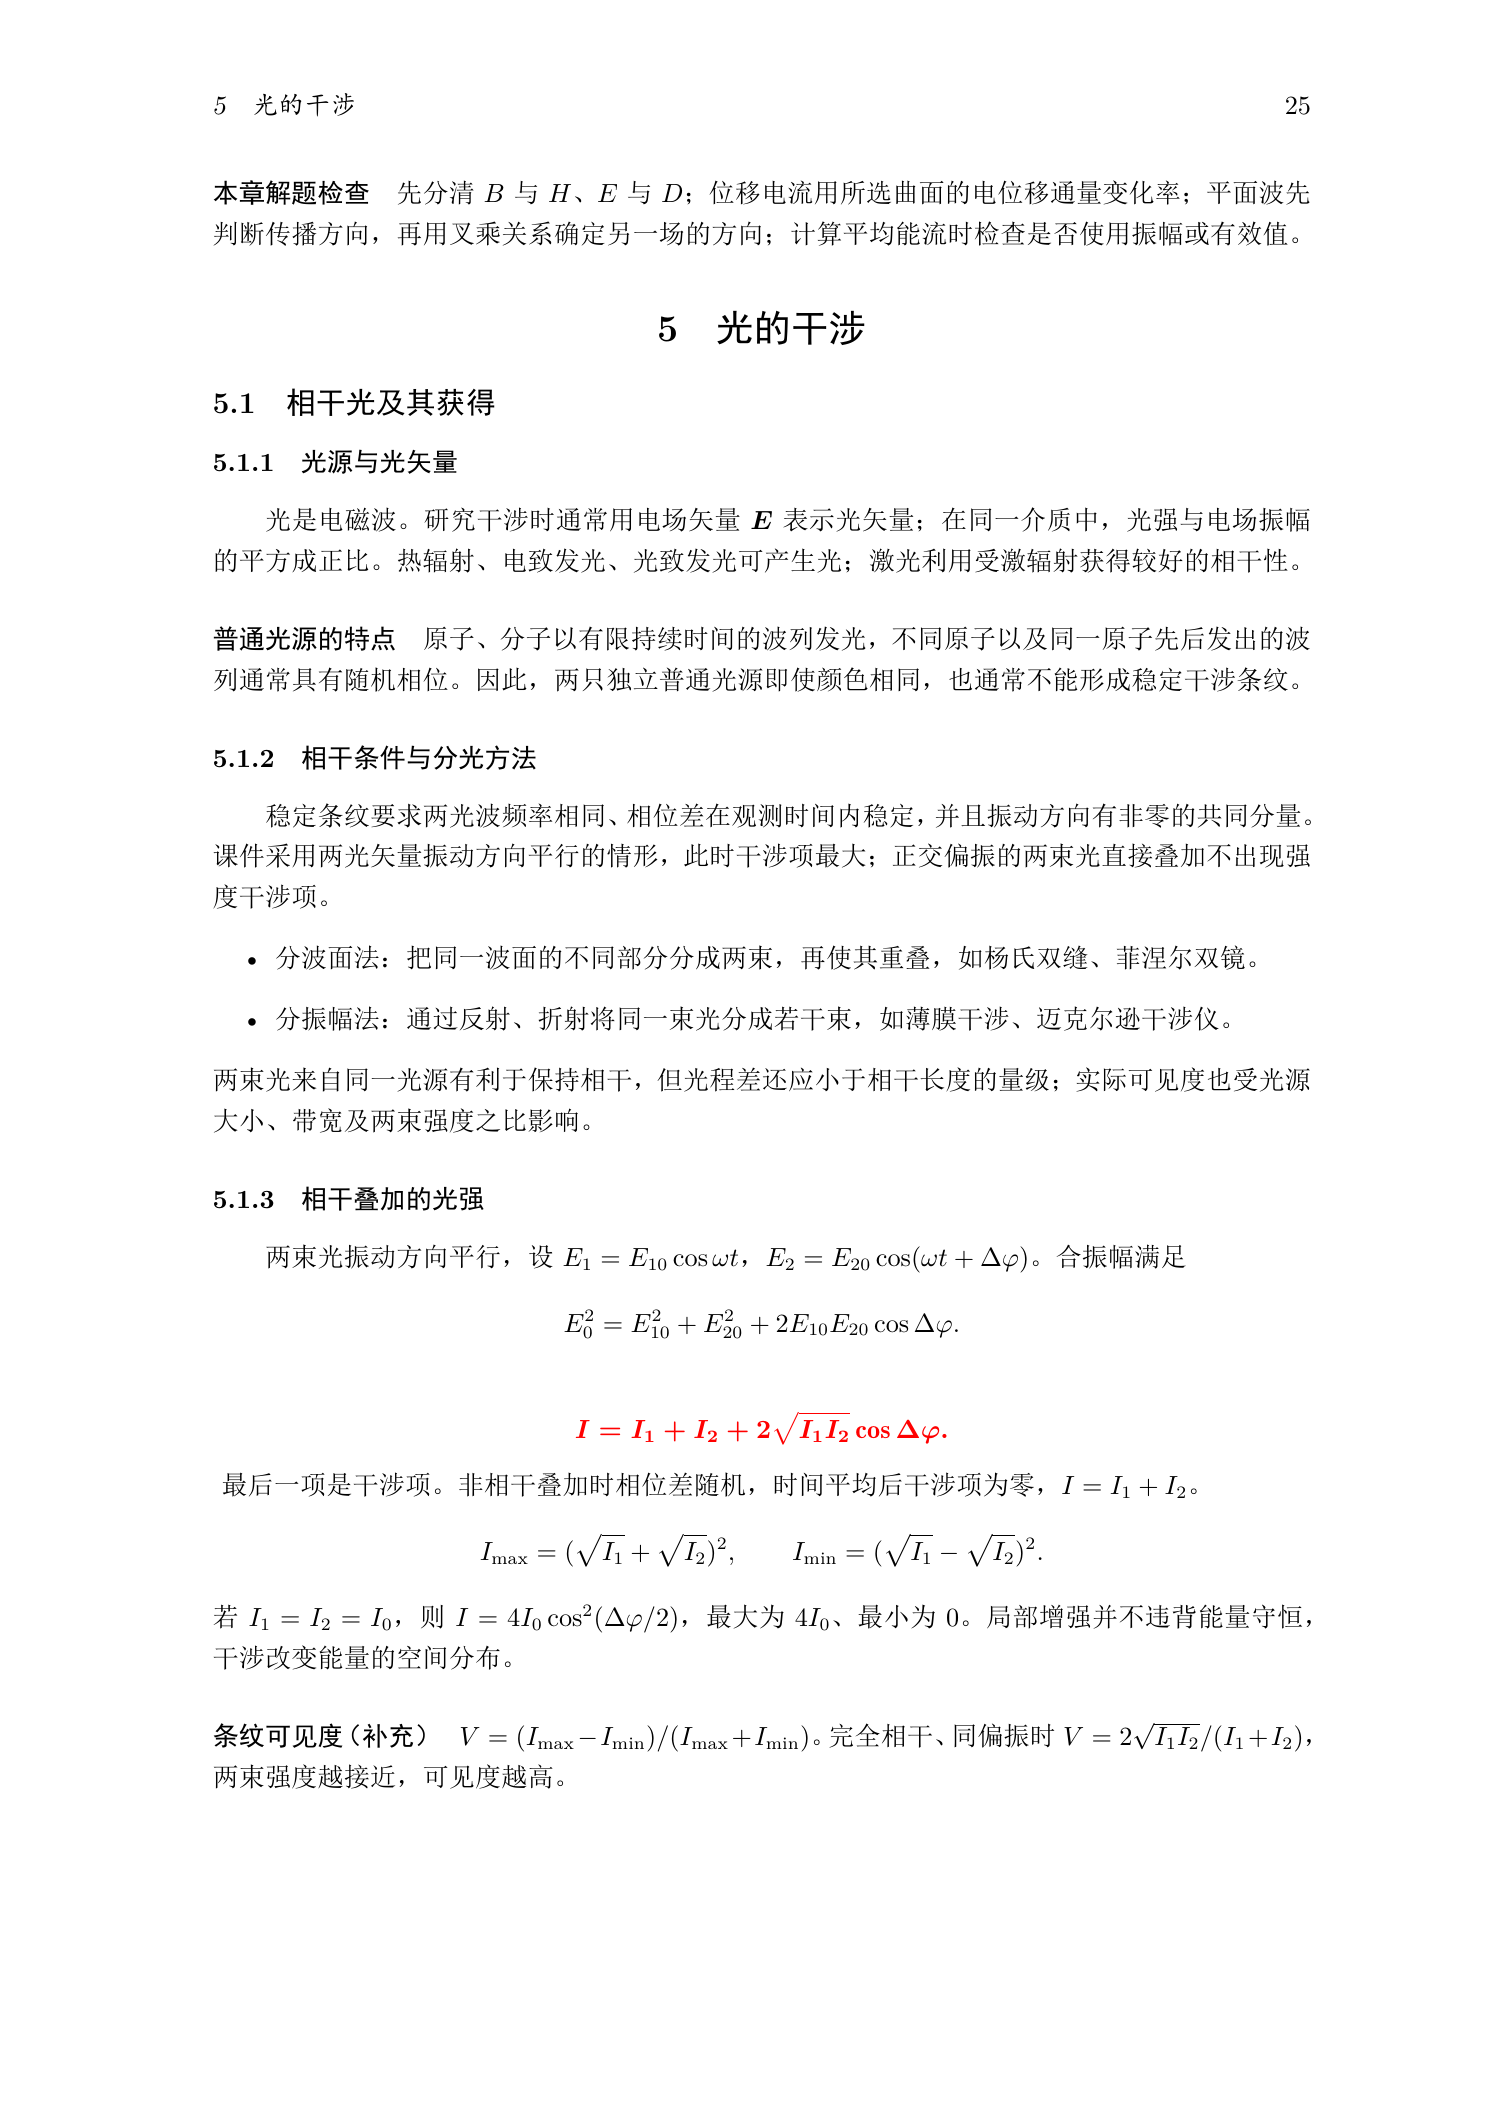 5 光的干涉 25
本章解题检查 先分清 B 与 H、E 与 D；位移电流用所选曲面的电位移通量变化率；平面波先
判断传播方向，再用叉乘关系确定另一场的方向；计算平均能流时检查是否使用振幅或有效值。
5 光的干涉
5.1 相干光及其获得
5.1.1 光源与光矢量
光是电磁波。研究干涉时通常用电场矢量 E 表示光矢量；在同一介质中，光强与电场振幅
的平方成正比。热辐射、电致发光、光致发光可产生光；激光利用受激辐射获得较好的相干性。
普通光源的特点 原子、分子以有限持续时间的波列发光，不同原子以及同一原子先后发出的波
列通常具有随机相位。因此，两只独立普通光源即使颜色相同，也通常不能形成稳定干涉条纹。
5.1.2 相干条件与分光方法
稳定条纹要求两光波频率相同、相位差在观测时间内稳定，并且振动方向有非零的共同分量。
课件采用两光矢量振动方向平行的情形，此时干涉项最大；正交偏振的两束光直接叠加不出现强
度干涉项。
• 分波面法：把同一波面的不同部分分成两束，再使其重叠，如杨氏双缝、菲涅尔双镜。
• 分振幅法：通过反射、折射将同一束光分成若干束，如薄膜干涉、迈克尔逊干涉仪。
两束光来自同一光源有利于保持相干，但光程差还应小于相干长度的量级；实际可见度也受光源
大小、带宽及两束强度之比影响。
5.1.3 相干叠加的光强
两束光振动方向平行，设 E₁ = E₁₀ cos ωt，E₂ = E₂₀ cos(ωt + Δφ)。合振幅满足
E₀² = E₁₀² + E₂₀² + 2E₁₀E₂₀ cos Δφ.
I = I₁ + I₂ + 2√(I₁I₂) cos Δφ.
最后一项是干涉项。非相干叠加时相位差随机，时间平均后干涉项为零，I = I₁ + I₂。
I_max = (√I₁ + √I₂)², I_min = (√I₁ − √I₂)².
若 I₁ = I₂ = I₀，则 I = 4I₀ cos²(Δφ/2)，最大为 4I₀、最小为 0。局部增强并不违背能量守恒，
干涉改变能量的空间分布。
条纹可见度（补充） V = (I_max − I_min)/(I_max + I_min)。完全相干、同偏振时 V = 2√(I₁I₂)/(I₁+I₂)，
两束强度越接近，可见度越高。